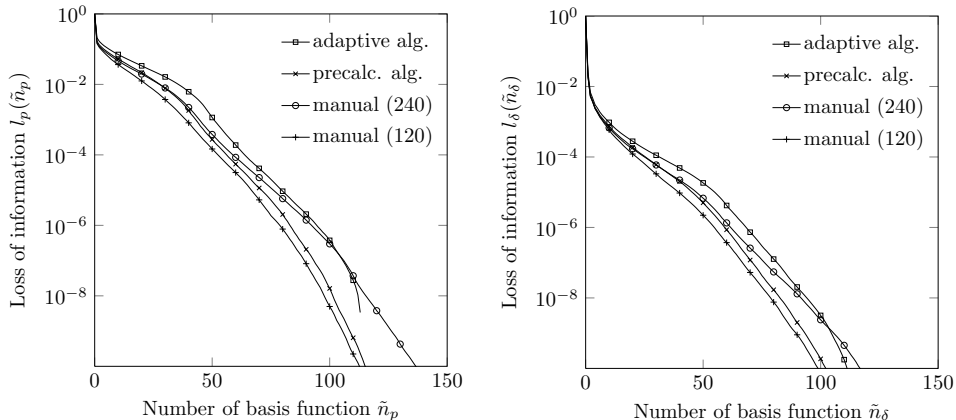 Loss of information l_p(ñ_p)
10^0
10^−2
10^−4
10^−6
10^−8
adaptive alg.
precalc. alg.
manual (240)
manual (120)
0
50
100
150
Number of basis function ñ_p
Loss of information l_δ(ñ_δ)
10^0
10^−2
10^−4
10^−6
10^−8
adaptive alg.
precalc. alg.
manual (240)
manual (120)
0
50
100
150
Number of basis function ñ_δ